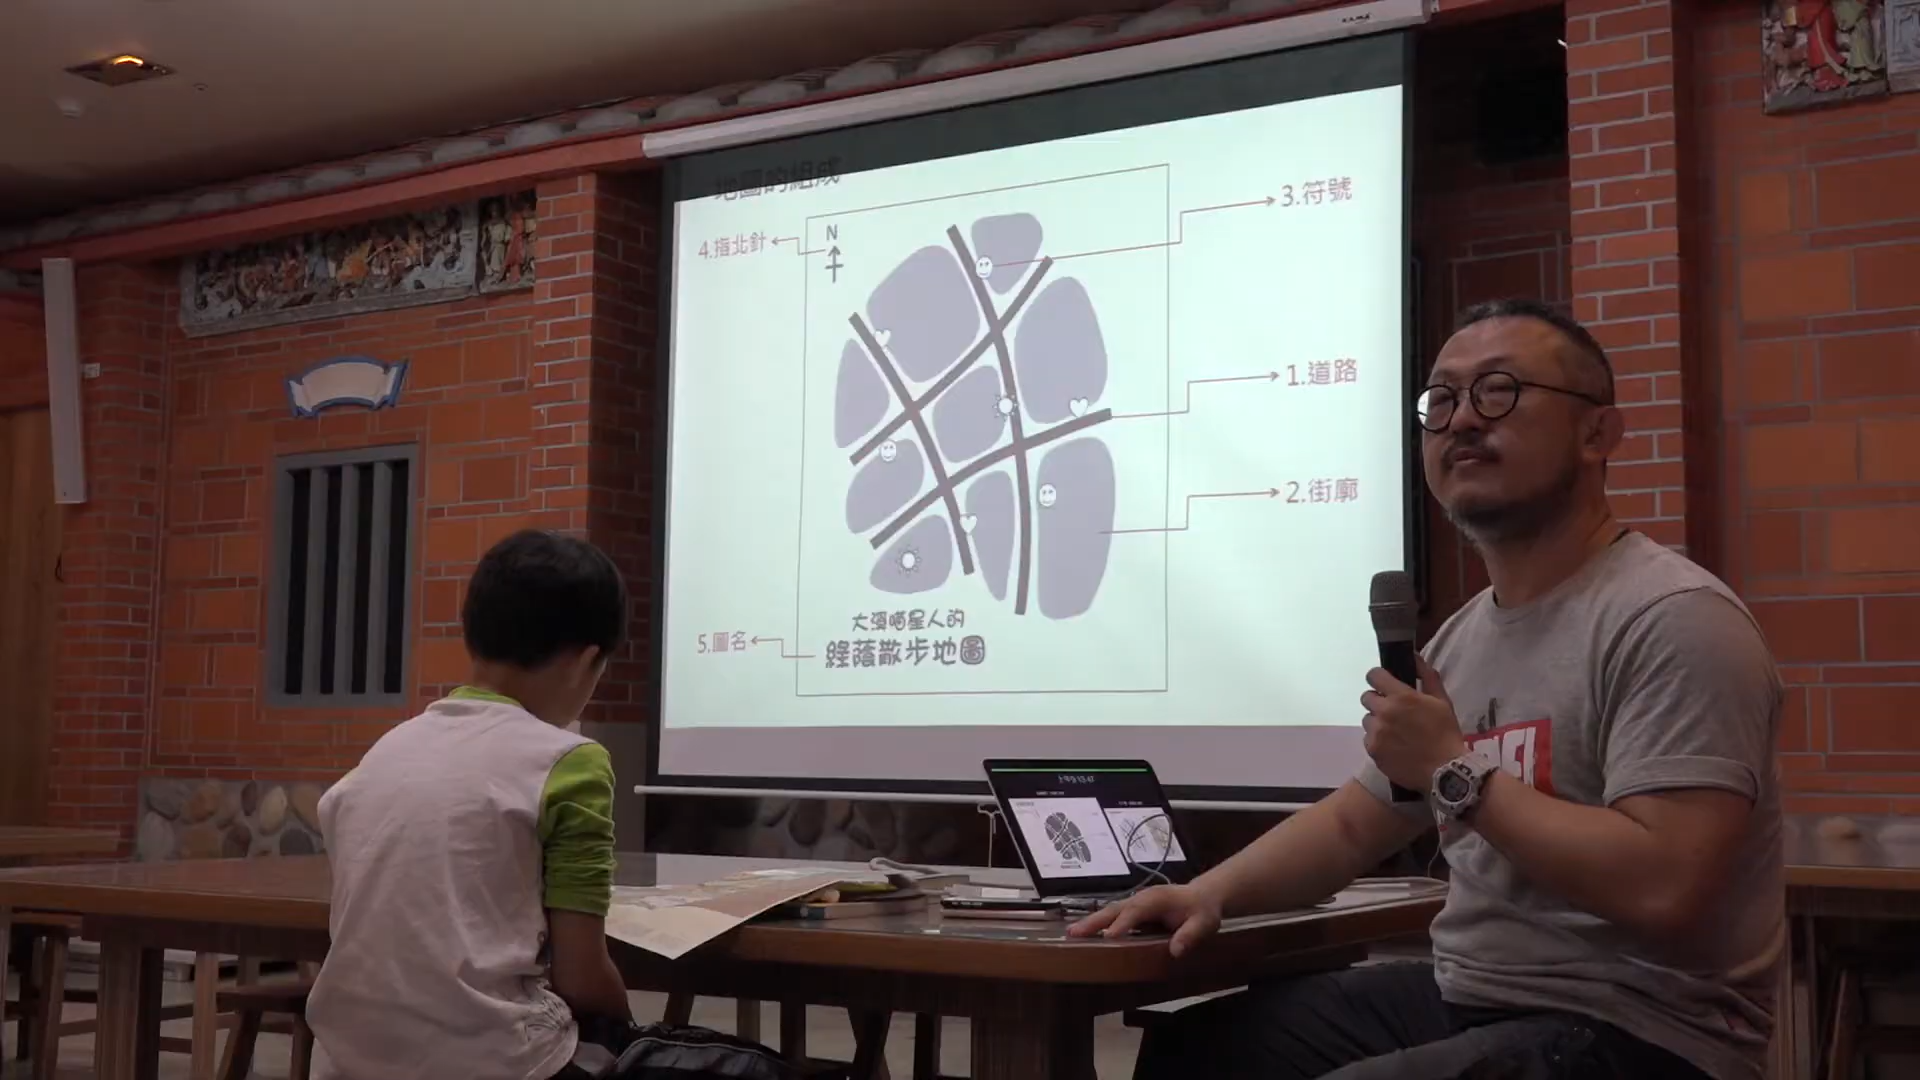 地圖的組成
4.指北針
N
3.符號
1.道路
2.街廓
5.圖名
大溪喵星人的
綠蔭散步地圖